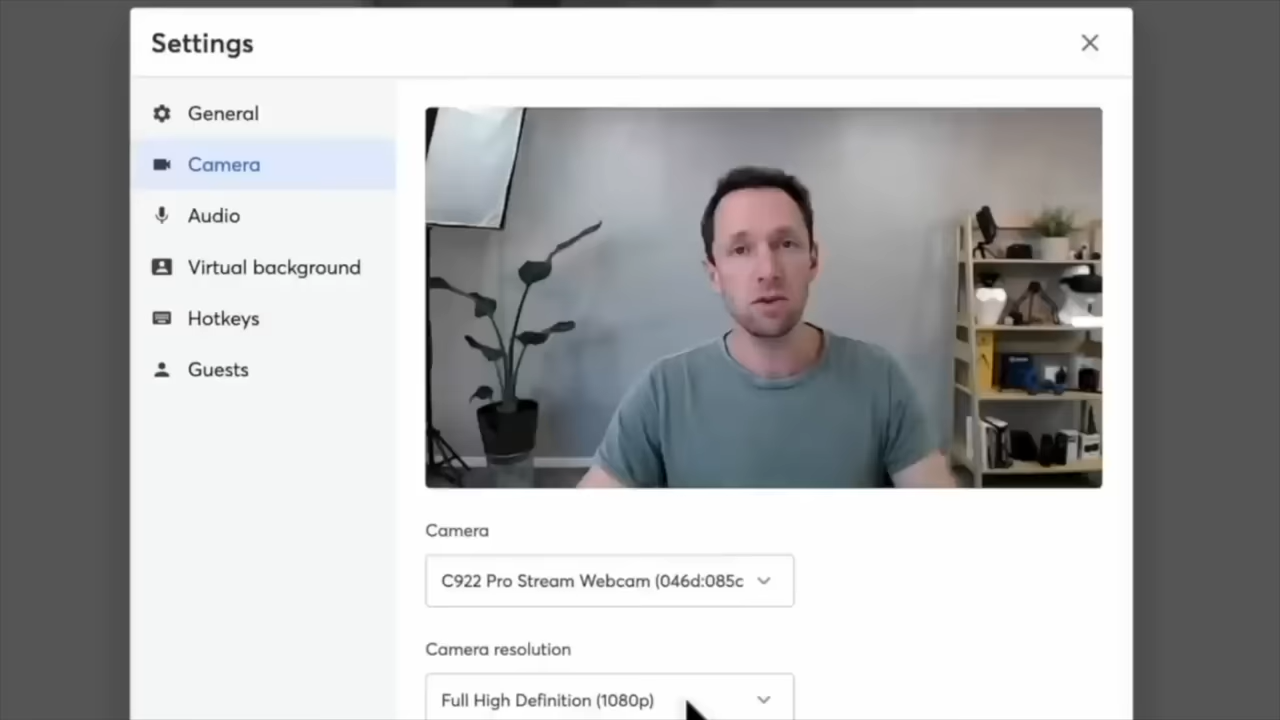 Settings
General
Camera
Audio
Virtual background
Hotkeys
Guests
Camera
C922 Pro Stream Webcam (046d:085c
Camera resolution
Full High Definition (1080p)